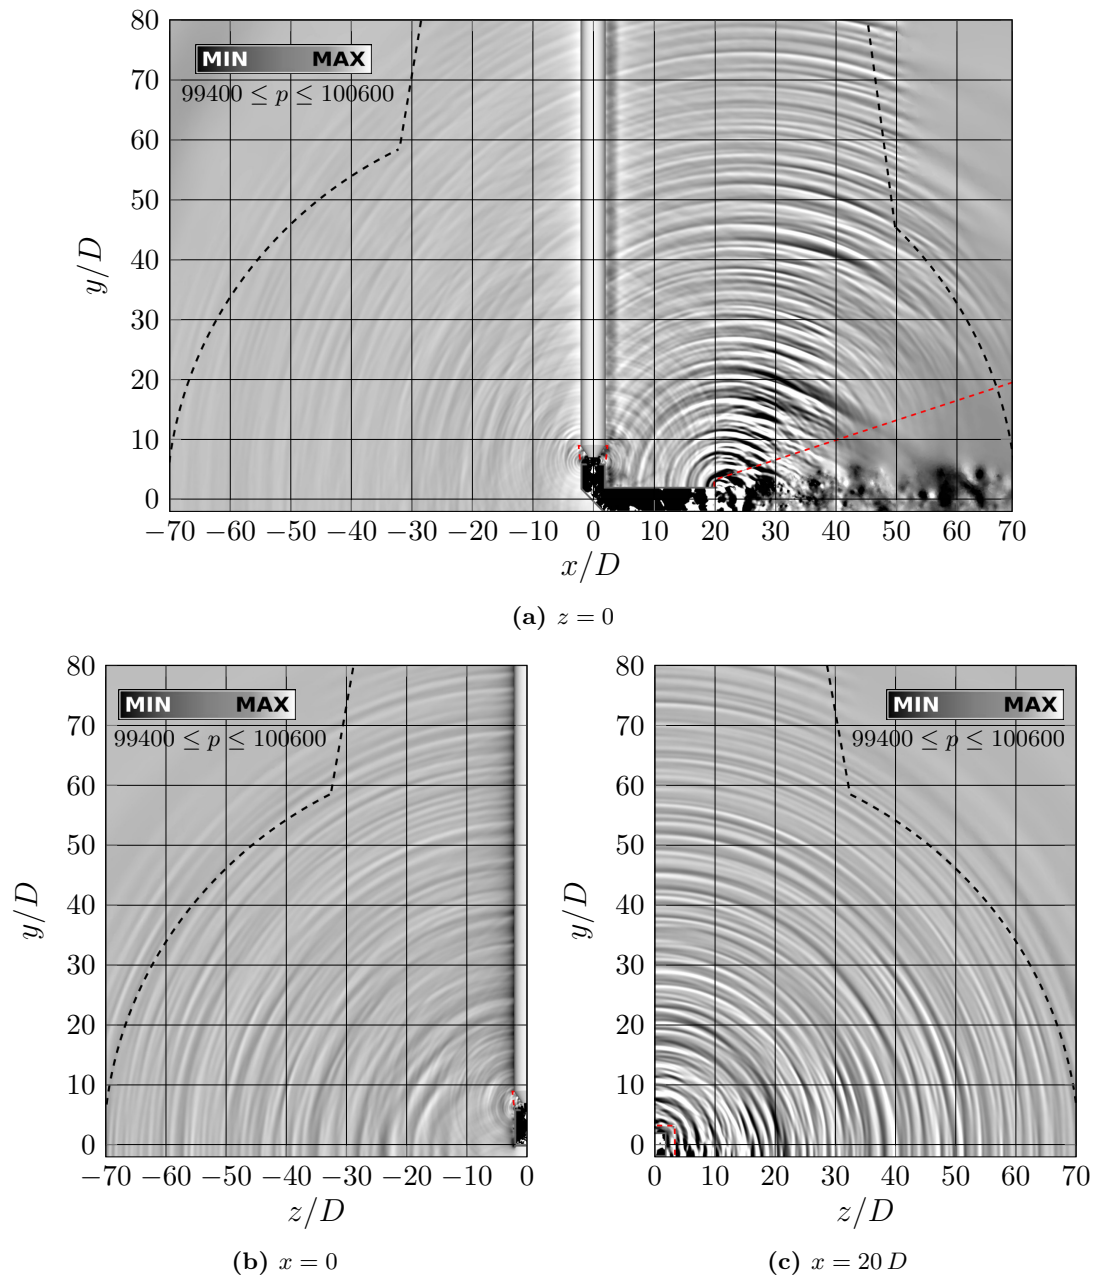 80
70
60
50
40
30
20
10
0
y/D
MIN MAX
99400 ≤ p ≤ 100600
−70 −60 −50 −40 −30 −20 −10 0 10 20 30 40 50 60 70
x/D
(a) z = 0
80
70
60
50
40
30
20
10
0
y/D
MIN MAX
99400 ≤ p ≤ 100600
−70 −60 −50 −40 −30 −20 −10 0
z/D
(b) x = 0
80
70
60
50
40
30
20
10
0
y/D
MIN MAX
99400 ≤ p ≤ 100600
0 10 20 30 40 50 60 70
z/D
(c) x = 20 D